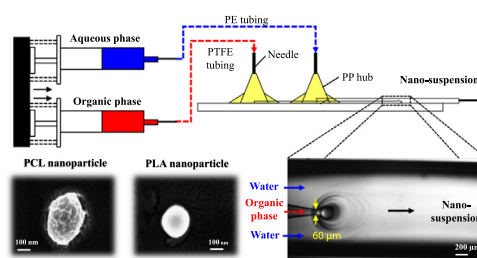 PE tubing
Aqueous phase
PTFE tubing
Needle
PP hub
Nano-suspension
Organic phase
PCL nanoparticle
PLA nanoparticle
100 nm
100 nm
Water
Organic phase
Water
60 μm
Nano-suspension
200 μm